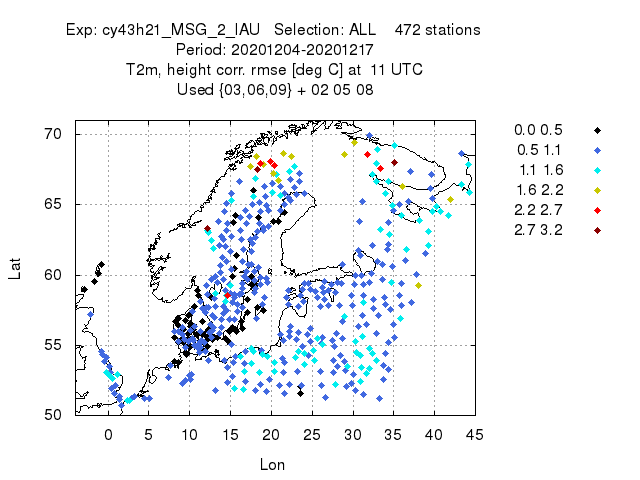 Exp: cy43h21_MSG_2_IAU   Selection: ALL    472 stations
Period: 20201204-20201217
T2m, height corr. rmse [deg C] at  11 UTC
Used {03,06,09} + 02 05 08
0.0 0.5
0.5 1.1
1.1 1.6
1.6 2.2
2.2 2.7
2.7 3.2
70
65
60
55
50
Lat
0 5 10 15 20 25 30 35 40 45
Lon